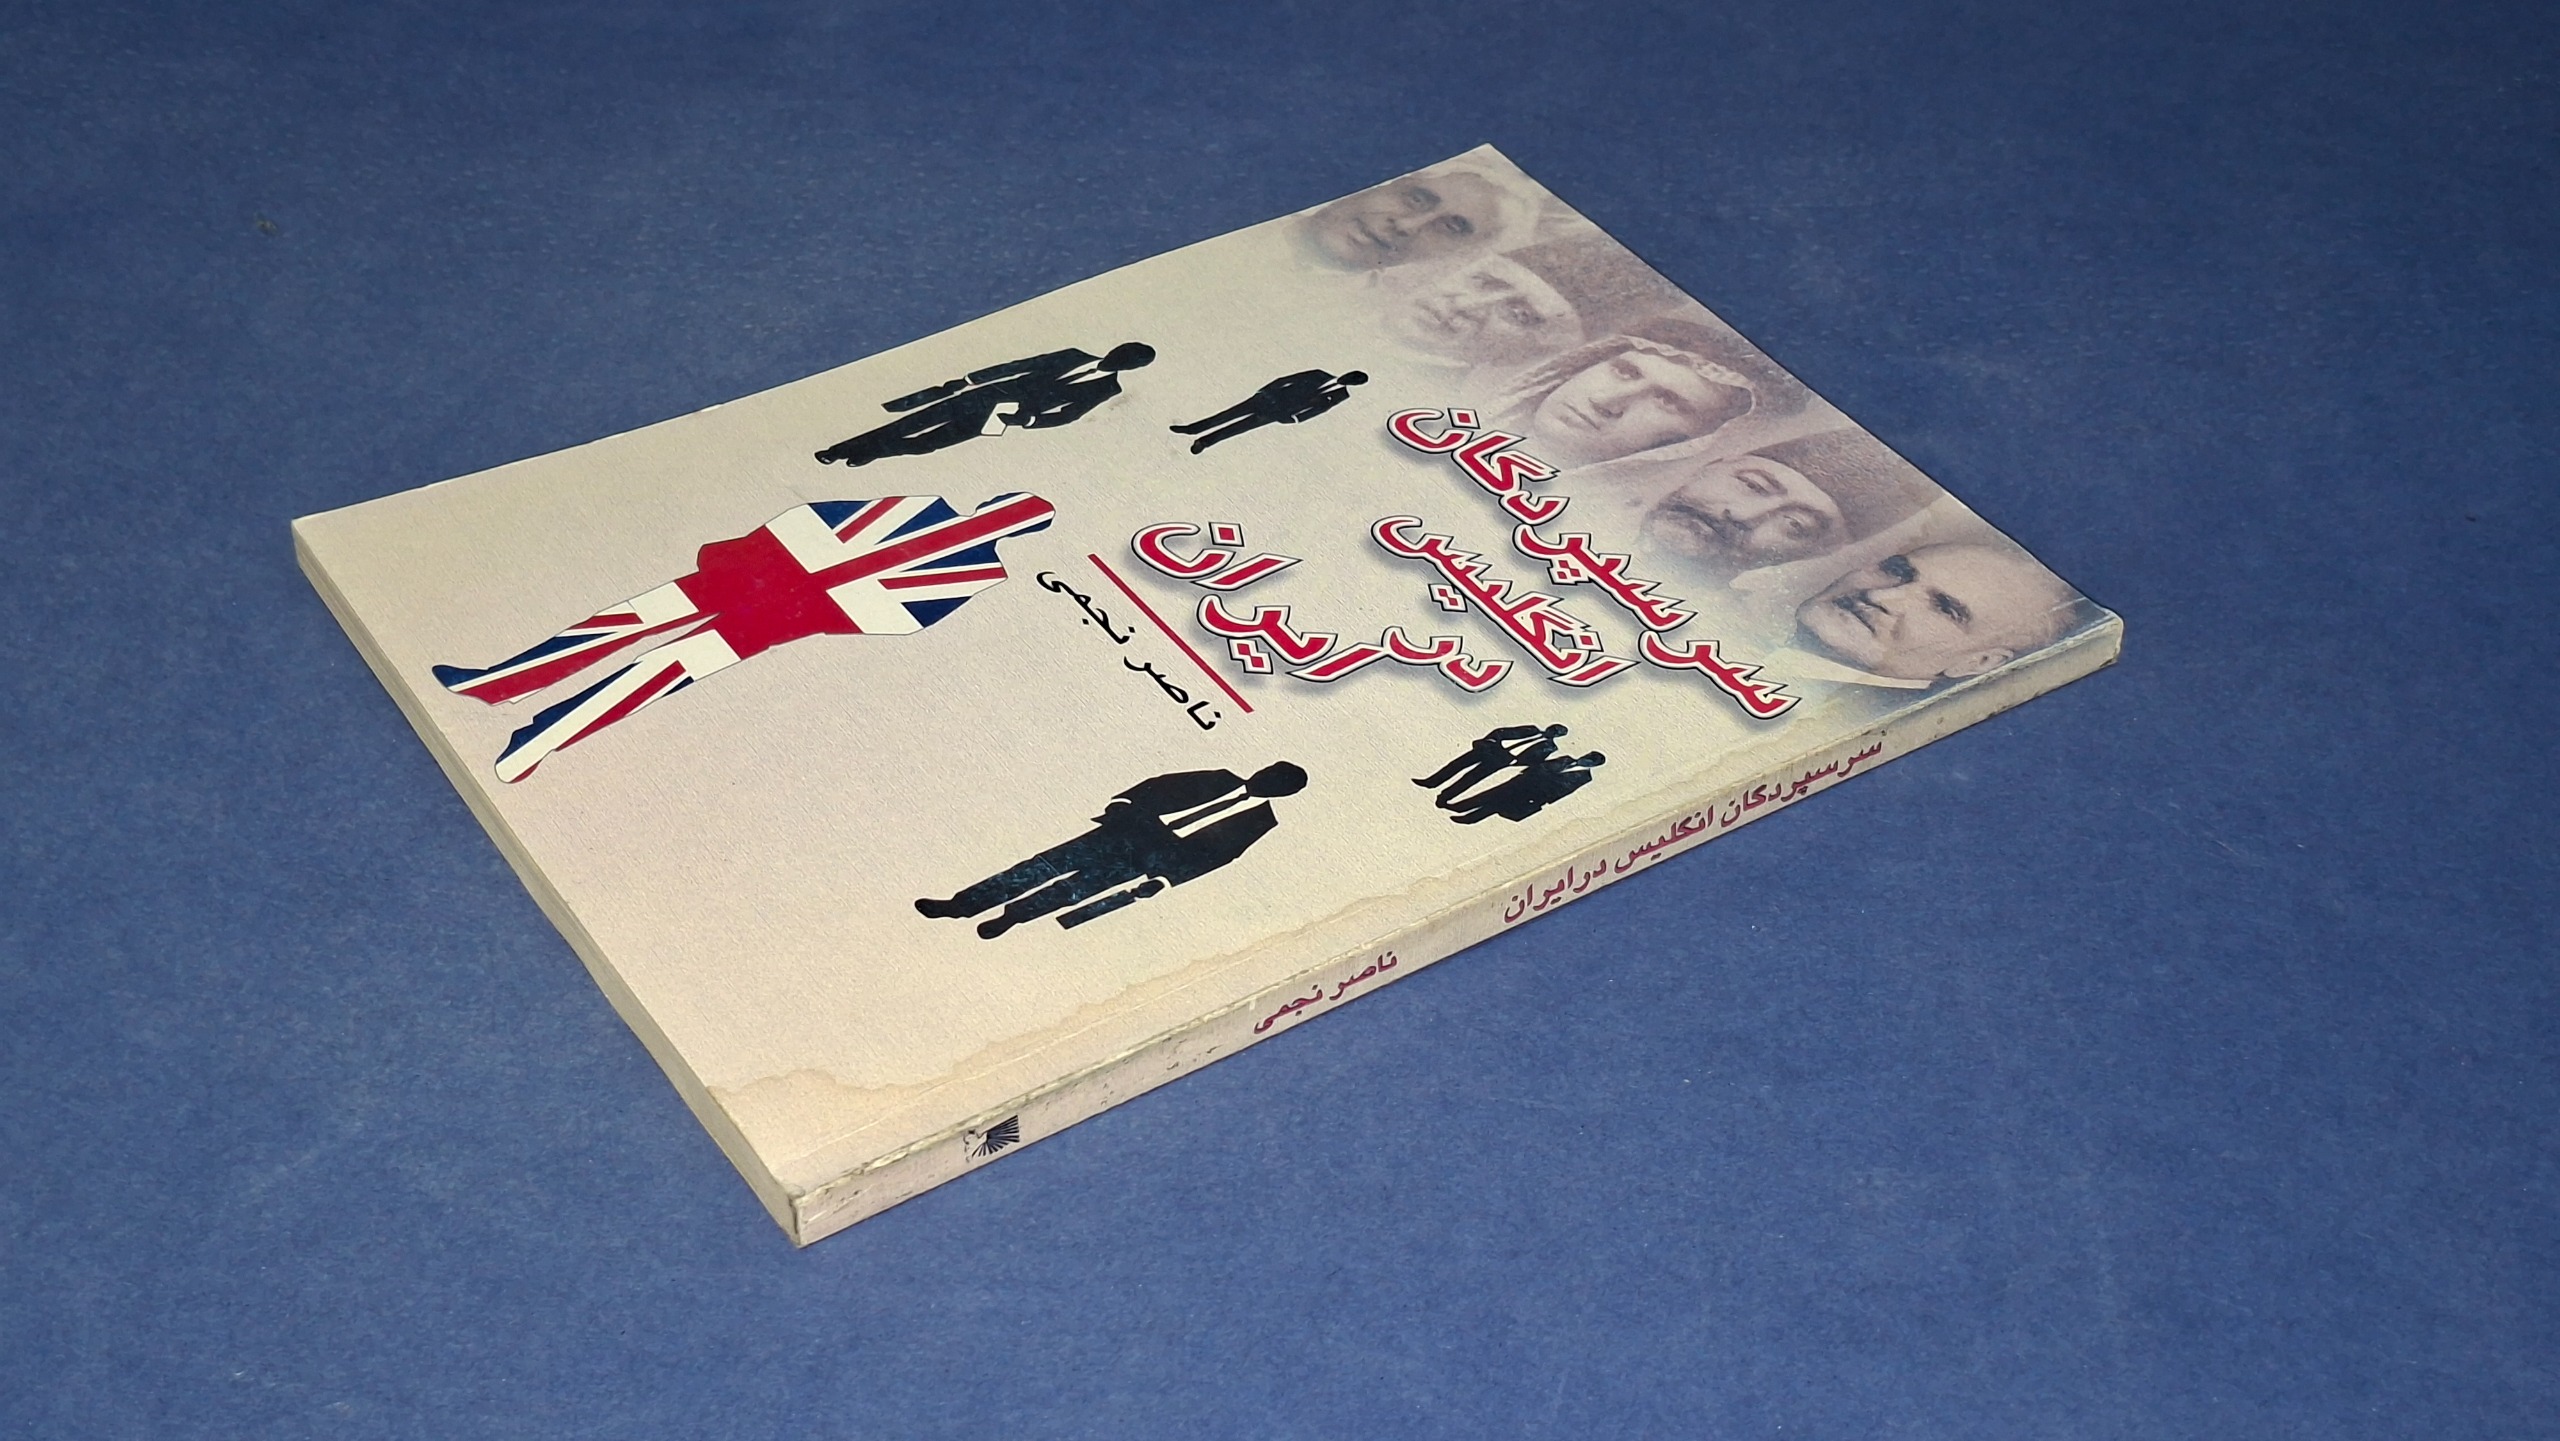 سرسپردگان
انگلیس
در
ایران
ناصر نجمی
سرسپردگان انگلیس در ایران
ناصر نجمی